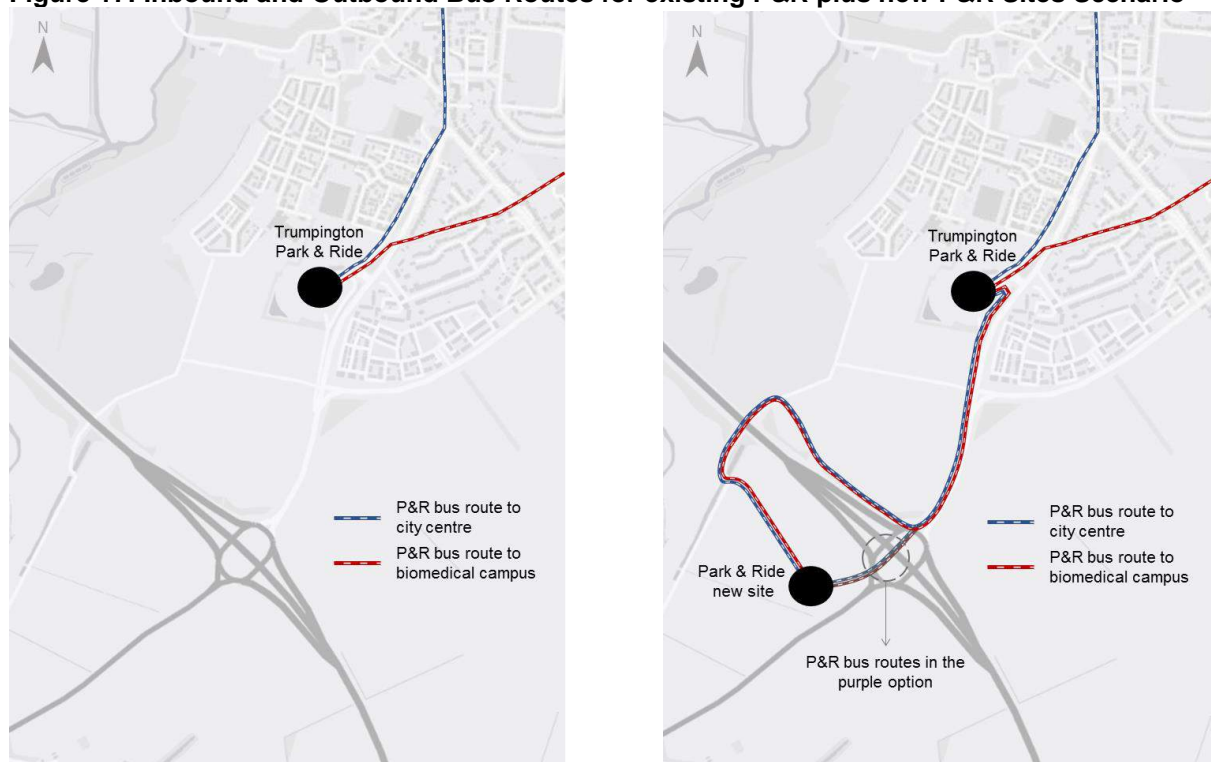 Figure 17: Inbound and Outbound Bus Routes for existing P&R plus new P&R Sites Scenario
N
Trumpington
Park & Ride
P&R bus route to
city centre
P&R bus route to
biomedical campus
N
Trumpington
Park & Ride
P&R bus route to
city centre
P&R bus route to
biomedical campus
Park & Ride
new site
P&R bus routes in the
purple option